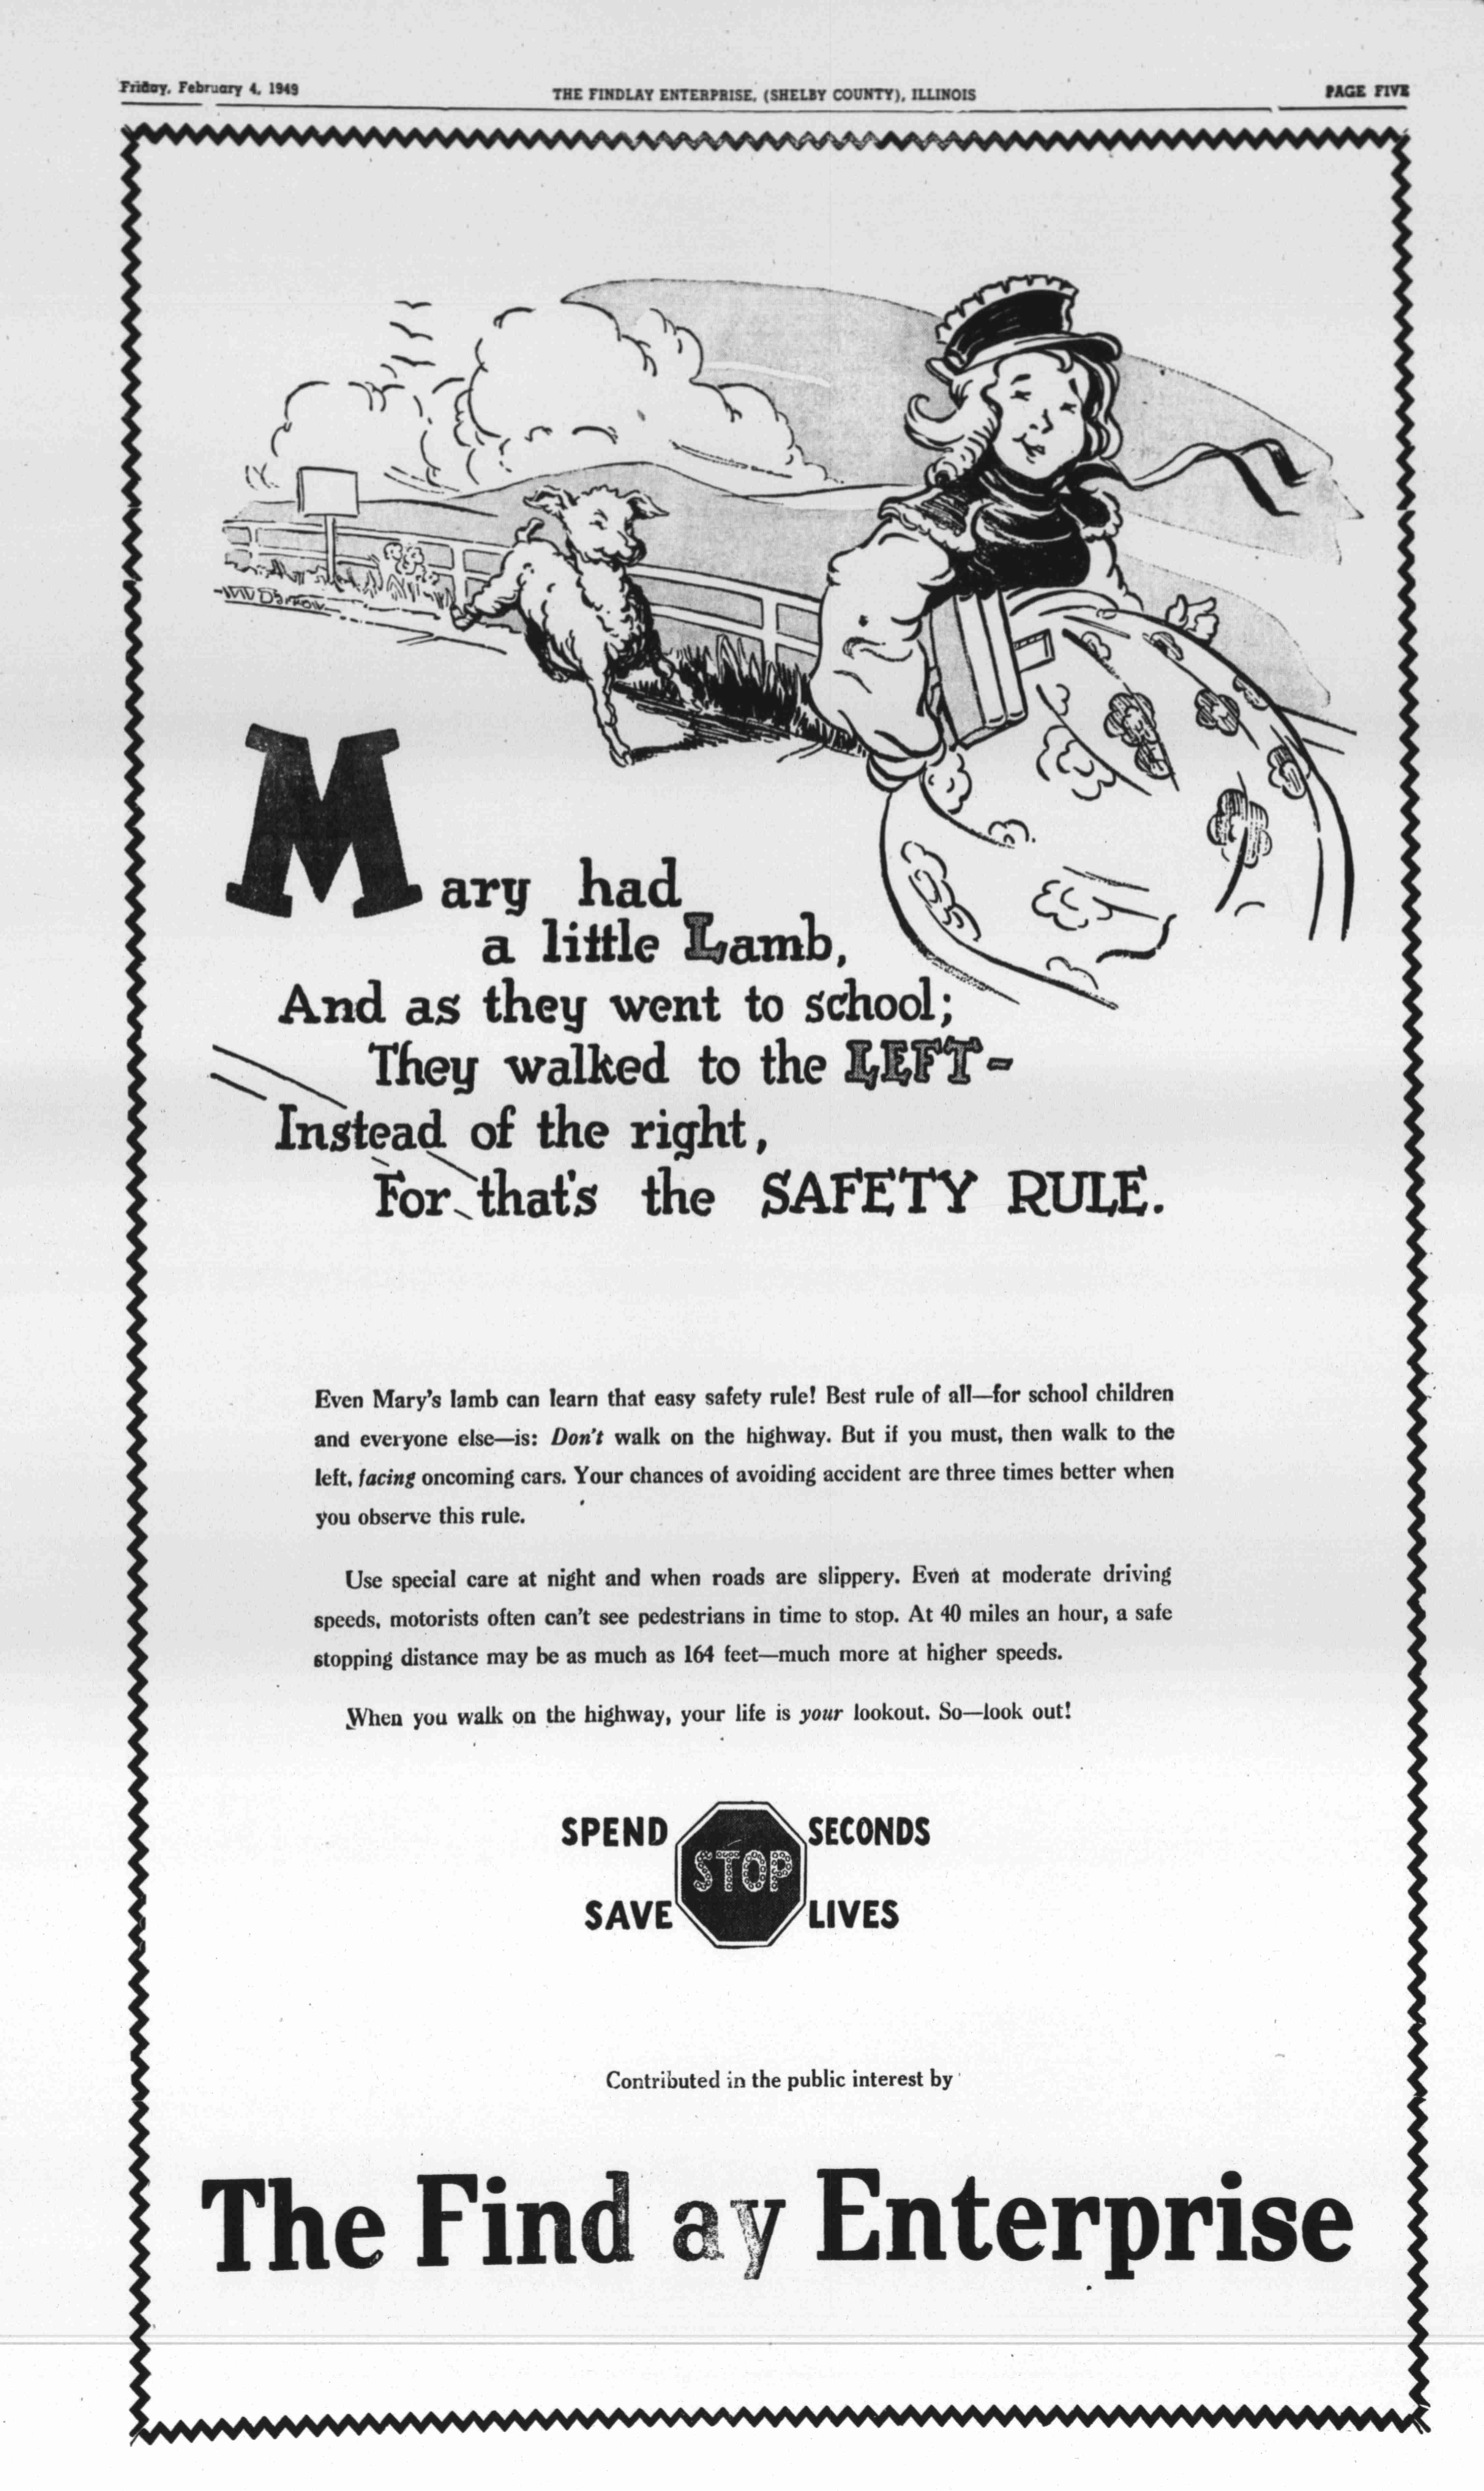 Friday, February 4, 1949
THE FINDLAY ENTERPRISE, (SHELBY COUNTY), ILLINOIS
PAGE FIVE
Mary had
a little Lamb,
And as they went to school;
They walked to the LEFT-
Instead of the right,
For that's the SAFETY RULE.
Even Mary's lamb can learn that easy safety rule! Best rule of all—for school children
and everyone else—is: Don't walk on the highway. But if you must, then walk to the
left, facing oncoming cars. Your chances of avoiding accident are three times better when
you observe this rule.
Use special care at night and when roads are slippery. Even at moderate driving
speeds, motorists often can't see pedestrians in time to stop. At 40 miles an hour, a safe
stopping distance may be as much as 164 feet—much more at higher speeds.
When you walk on the highway, your life is your lookout. So—look out!
SPEND SECONDS
STOP
SAVE LIVES
Contributed in the public interest by
The Find ay Enterprise